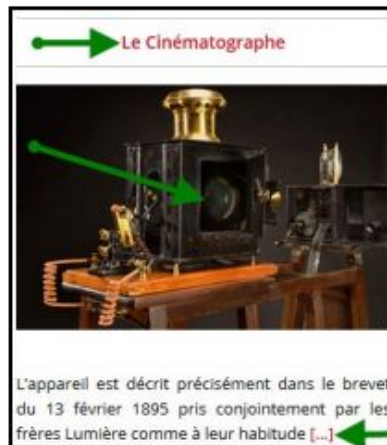 Le Cinématographe
L'appareil est décrit précisément dans le brevet
du 13 février 1895 pris conjointement par les
frères Lumière comme à leur habitude [...]